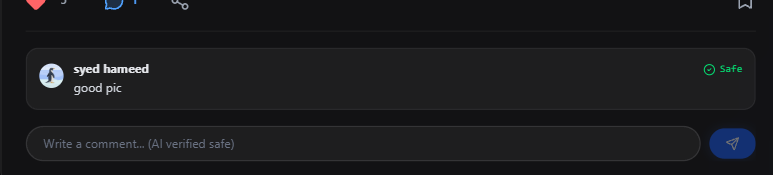 syed hameed
Safe
good pic
Write a comment... (AI verified safe)